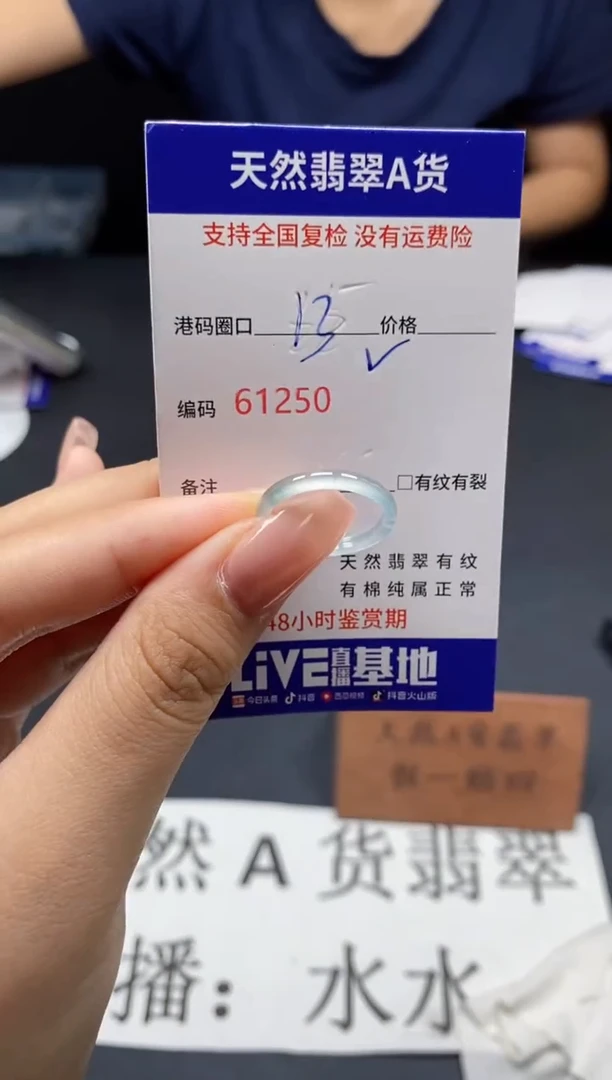 天然翡翠A货
支持全国复检 没有运费险
港码圈口 13 价格
编码 61250
备注 □有纹有裂
天然翡翠有纹
有棉纯属正常
48小时鉴赏期
LiVE直播基地
今日头条 抖音 西瓜视频 抖音火山版
然 A 货翡翠
播：水水